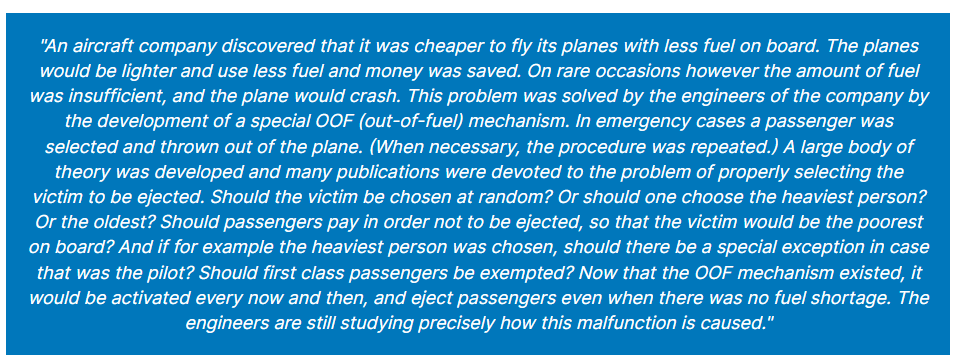 "An aircraft company discovered that it was cheaper to fly its planes with less fuel on board. The planes
would be lighter and use less fuel and money was saved. On rare occasions however the amount of fuel
was insufficient, and the plane would crash. This problem was solved by the engineers of the company by
the development of a special OOF (out-of-fuel) mechanism. In emergency cases a passenger was
selected and thrown out of the plane. (When necessary, the procedure was repeated.) A large body of
theory was developed and many publications were devoted to the problem of properly selecting the
victim to be ejected. Should the victim be chosen at random? Or should one choose the heaviest person?
Or the oldest? Should passengers pay in order not to be ejected, so that the victim would be the poorest
on board? And if for example the heaviest person was chosen, should there be a special exception in case
that was the pilot? Should first class passengers be exempted? Now that the OOF mechanism existed, it
would be activated every now and then, and eject passengers even when there was no fuel shortage. The
engineers are still studying precisely how this malfunction is caused."